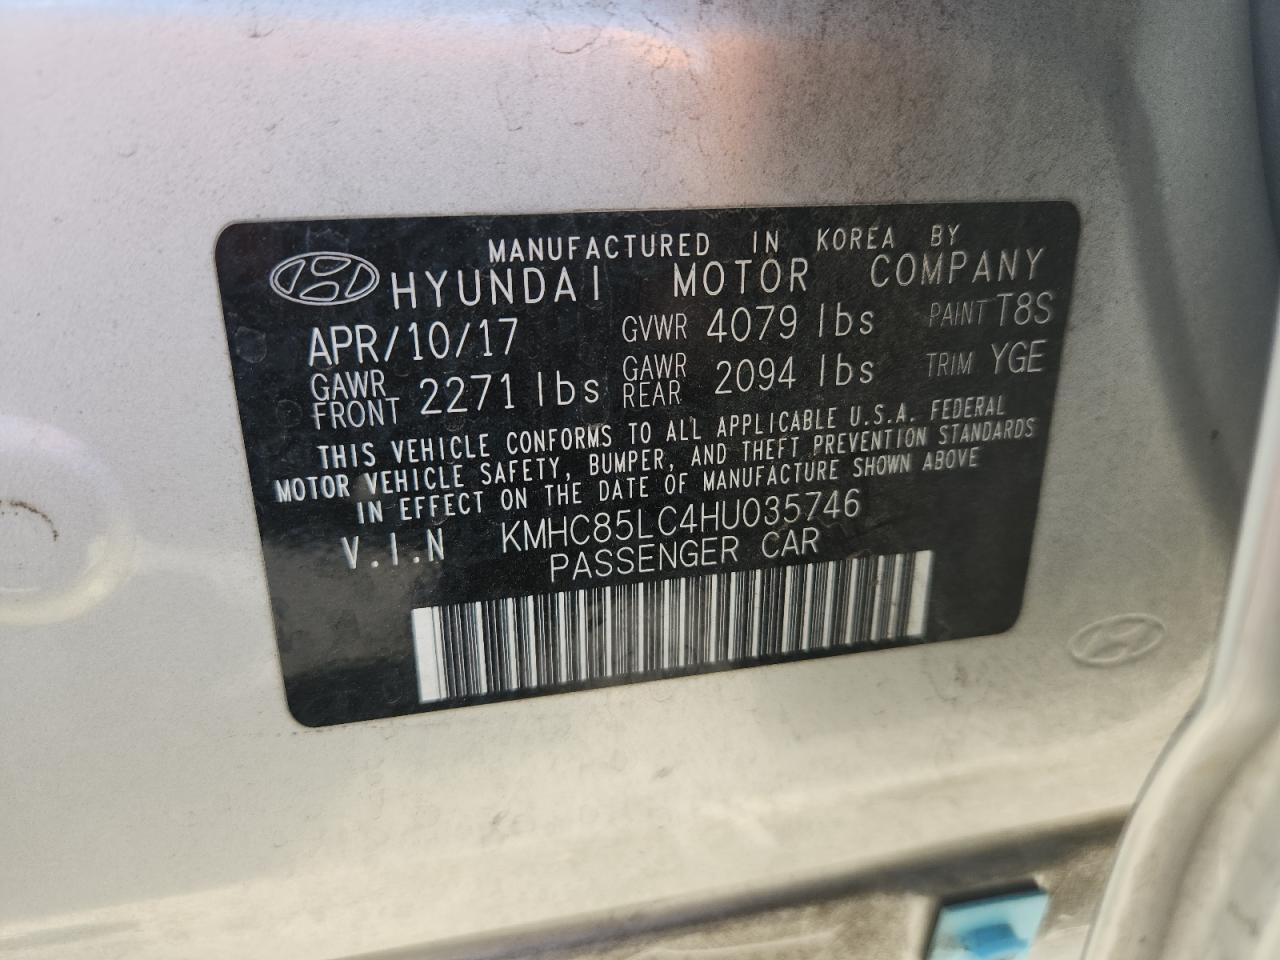 MANUFACTURED IN KOREA BY
HYUNDAI MOTOR COMPANY
APR/10/17 GVWR 4079 lbs PAINT T8S
GAWR FRONT 2271 lbs GAWR REAR 2094 lbs TRIM YGE
THIS VEHICLE CONFORMS TO ALL APPLICABLE U.S.A. FEDERAL
MOTOR VEHICLE SAFETY, BUMPER, AND THEFT PREVENTION STANDARDS
IN EFFECT ON THE DATE OF MANUFACTURE SHOWN ABOVE
V.I.N KMHC85LC4HU035746
PASSENGER CAR